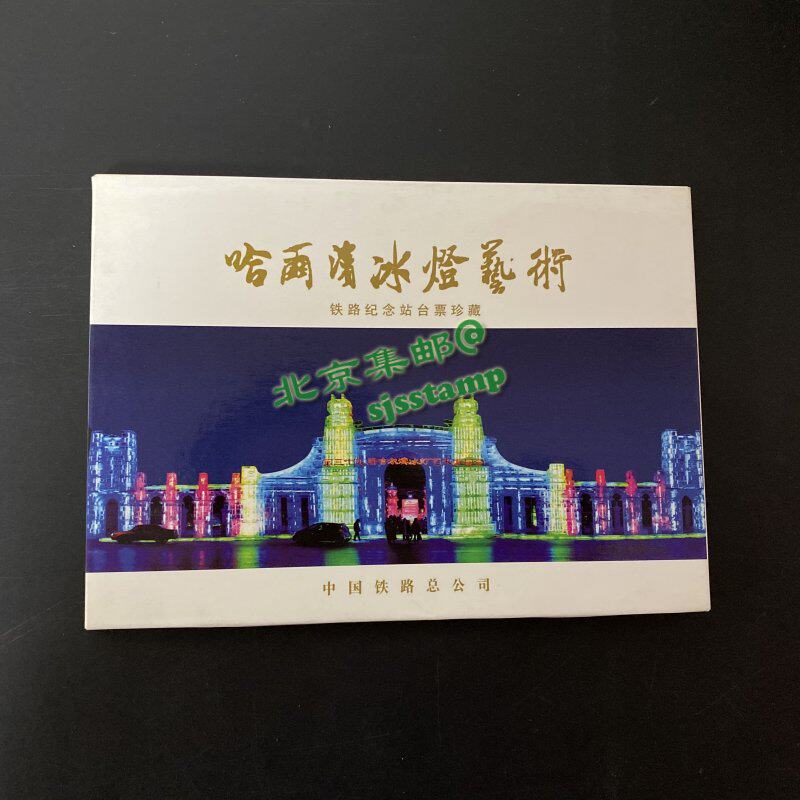 哈爾濱冰燈藝術
铁路纪念站台票珍藏
北京集邮@
sjsstamp
中国铁路总公司